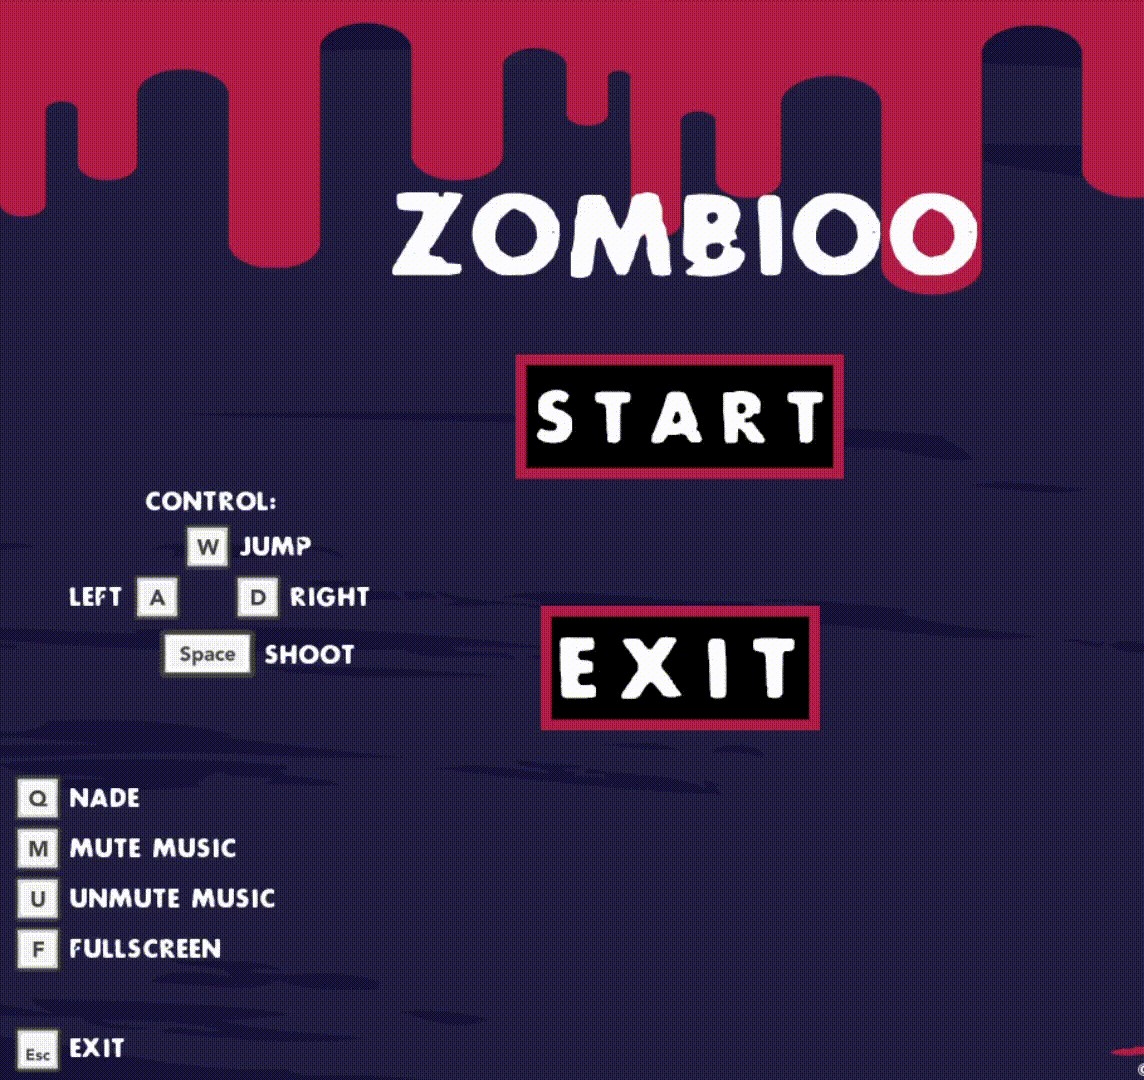 ZOMBIOO
START
CONTROL:
W JUMP
LEFT A D RIGHT
Space SHOOT
EXIT
Q NADE
M MUTE MUSIC
U UNMUTE MUSIC
F FULLSCREEN
Esc EXIT